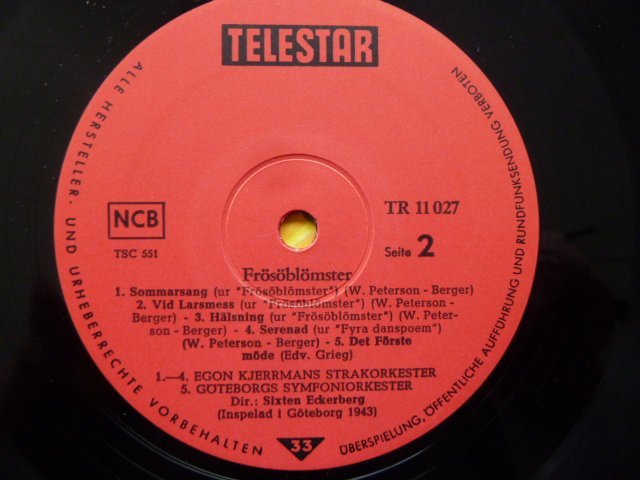 TELESTAR
ALLE HERSTELLER- UND URHEBERRECHTE VORBEHALTEN
ÜBERSPIELUNG, ÖFFENTLICHE AUFFÜHRUNG UND RUNDFUNKSENDUNG VERBOTEN
NCB
TSC 551
TR 11 027
Seite 2
Frösöblömster
1. Sommarsang (ur "Frösöblömster") (W. Peterson - Berger)
2. Vid Larsmess (ur "Frösöblömster") (W. Peterson -
Berger) - 3. Hälsning (ur "Frösöblömster") (W. Peter-
son - Berger) - 4. Serenad (ur "Fyra danspoem")
(W. Peterson - Berger) - 5. Det Förste
möde (Edv. Grieg)
1.—4. EGON KJERRMANS STRAKORKESTER
5. GÖTEBORGS SYMFONIORKESTER
Dir.: Sixten Eckerberg
(Inspelad i Göteborg 1943)
33